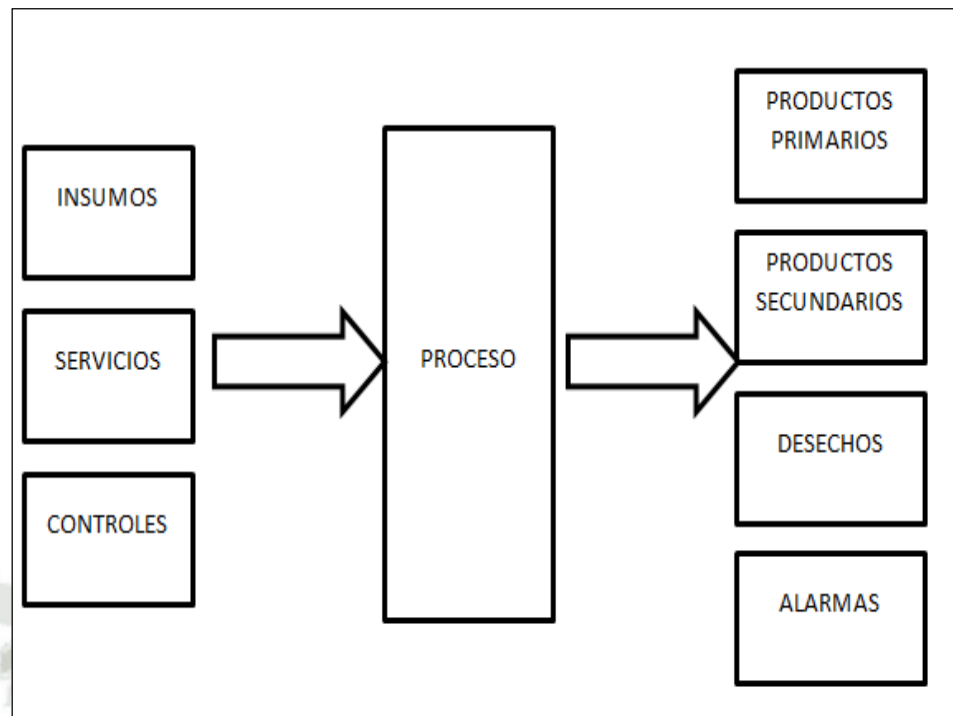 INSUMOS
SERVICIOS
CONTROLES
PROCESO
PRODUCTOS
PRIMARIOS
PRODUCTOS
SECUNDARIOS
DESECHOS
ALARMAS